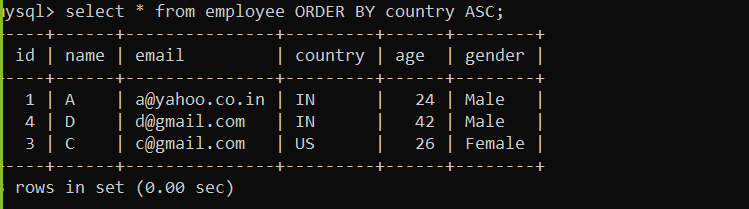 mysql> select * from employee ORDER BY country ASC;
-----+------+---------------+---------+------+--------+
id | name | email | country | age | gender |
-----+------+---------------+---------+------+--------+
1 | A | a@yahoo.co.in | IN | 24 | Male |
4 | D | d@gmail.com | IN | 42 | Male |
3 | C | c@gmail.com | US | 26 | Female |
-----+------+---------------+---------+------+--------+
rows in set (0.00 sec)